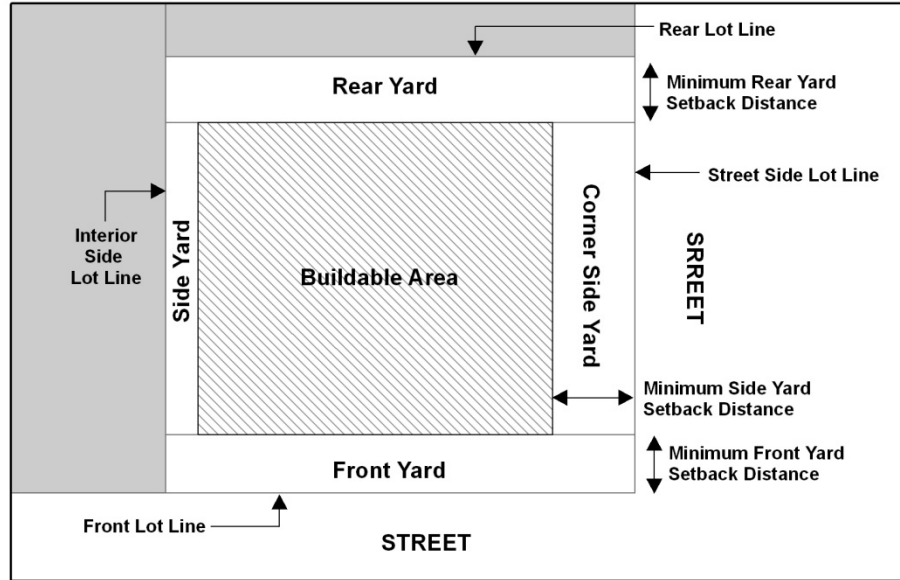 Rear Lot Line
Rear Yard
Minimum Rear Yard
Setback Distance
Street Side Lot Line
Interior
Side
Lot Line
Side Yard
Buildable Area
Corner Side Yard
SRREET
Minimum Side Yard
Setback Distance
Front Yard
Minimum Front Yard
Setback Distance
Front Lot Line
STREET